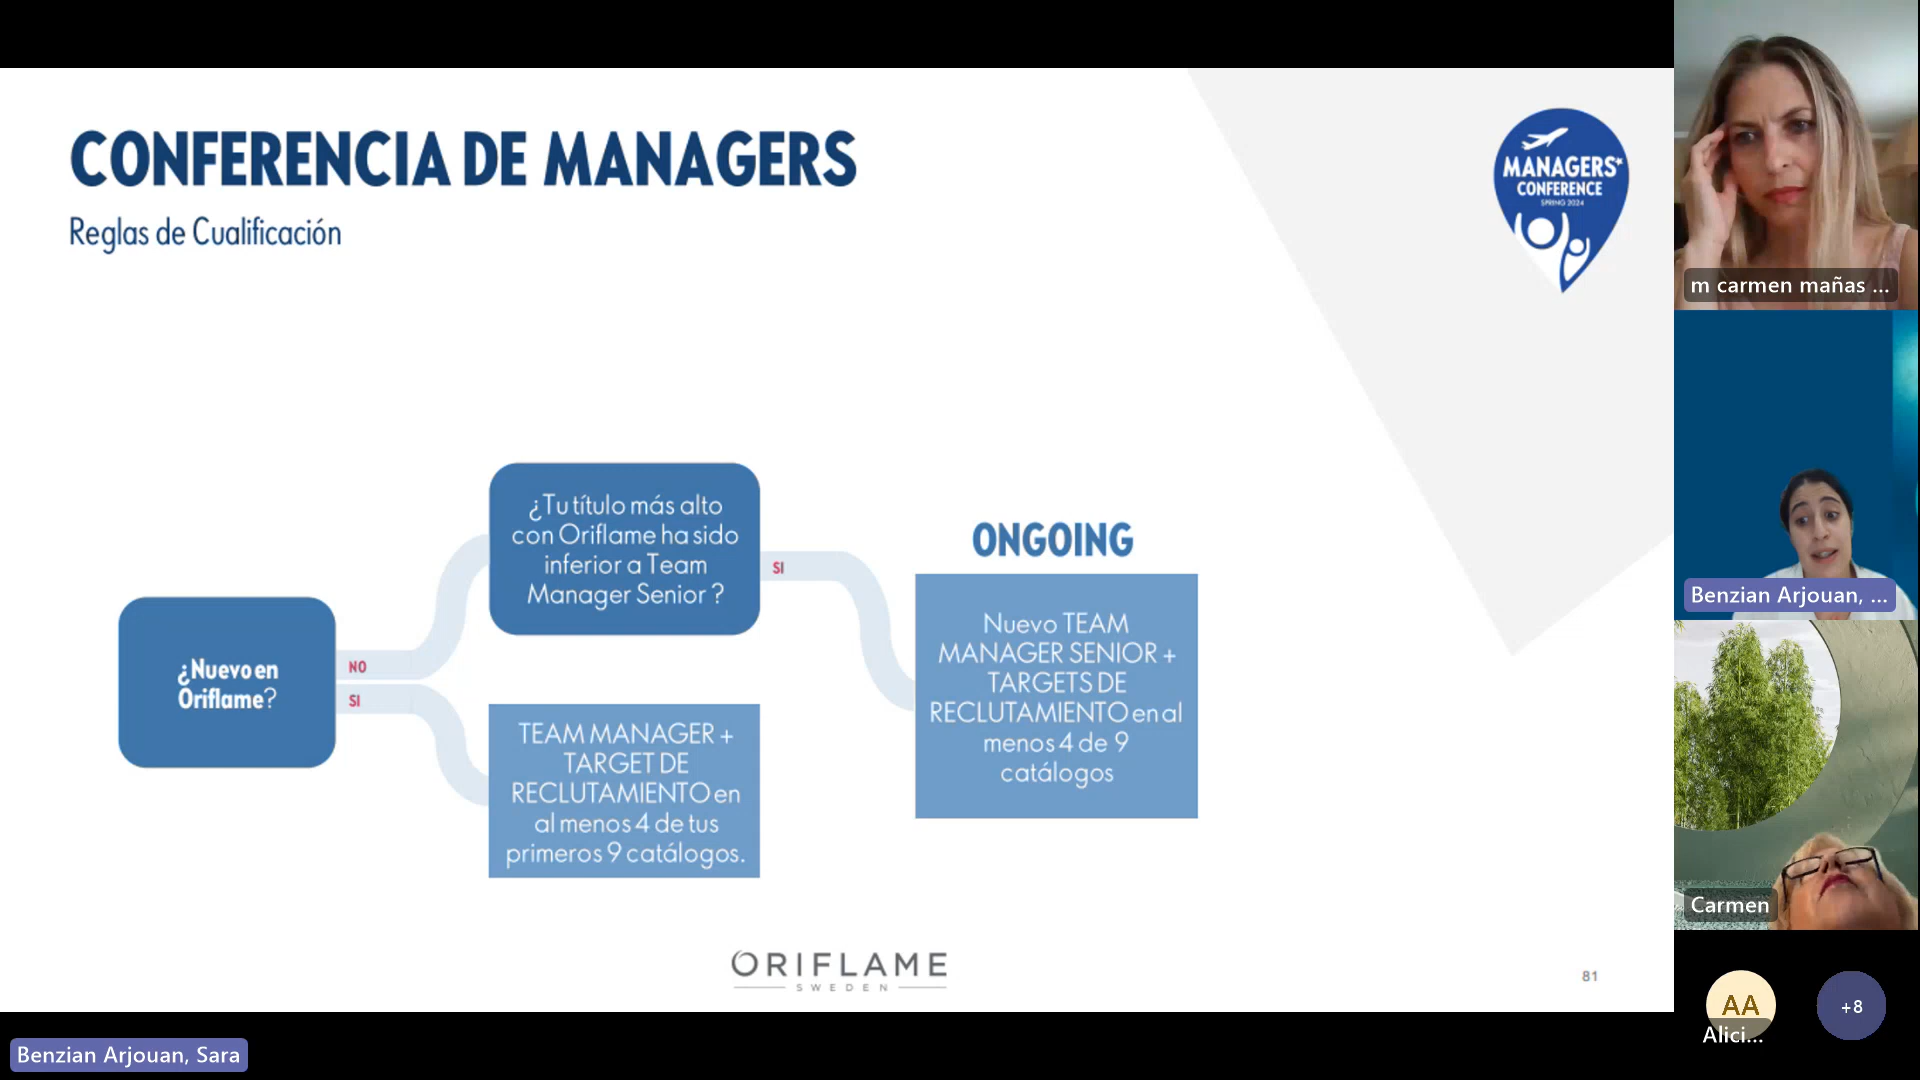 CONFERENCIA DE MANAGERS
Reglas de Cualificación
MANAGERS*
CONFERENCE
SPRING 2024
¿Nuevo en
Oriflame?
NO
SI
¿Tu título más alto
con Oriflame ha sido
inferior a Team
Manager Senior ?
SI
TEAM MANAGER +
TARGET DE
RECLUTAMIENTO en
al menos 4 de tus
primeros 9 catálogos.
ONGOING
Nuevo TEAM
MANAGER SENIOR +
TARGETS DE
RECLUTAMIENTO en al
menos 4 de 9
catálogos
ORIFLAME
SWEDEN
81
m carmen mañas ...
Benzian Arjouan, ...
Carmen
AA
Alici...
+8
Benzian Arjouan, Sara